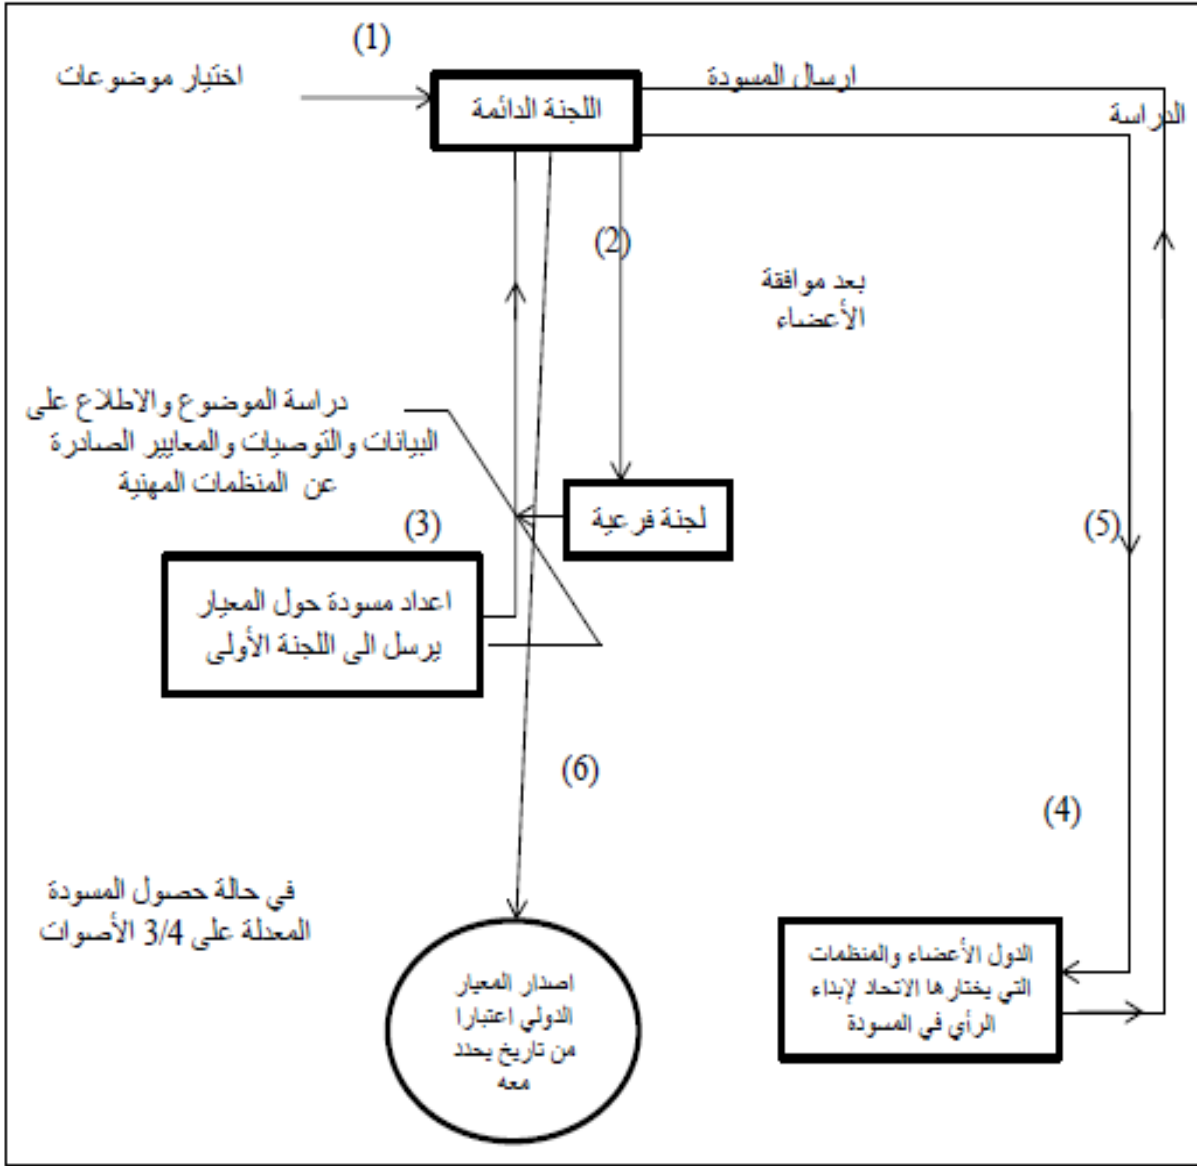 (1)
اختيار موضوعات
اللجنة الدائمة
ارسال المسودة
الدراسة
(2)
بعد موافقة
الأعضاء
دراسة الموضوع والاطلاع على
البيانات والتوصيات والمعايير الصادرة
عن المنظمات المهنية
لجنة فرعية
(3)
(5)
اعداد مسودة حول المعيار
يرسل الى اللجنة الأولى
(6)
(4)
في حالة حصول المسودة
المعدلة على 3/4 الأصوات
الدول الأعضاء والمنظمات
التي يختارها الاتحاد لإبداء
الرأي في المسودة
اصدار المعيار
الدولي اعتبارا
من تاريخ يحدد
معه